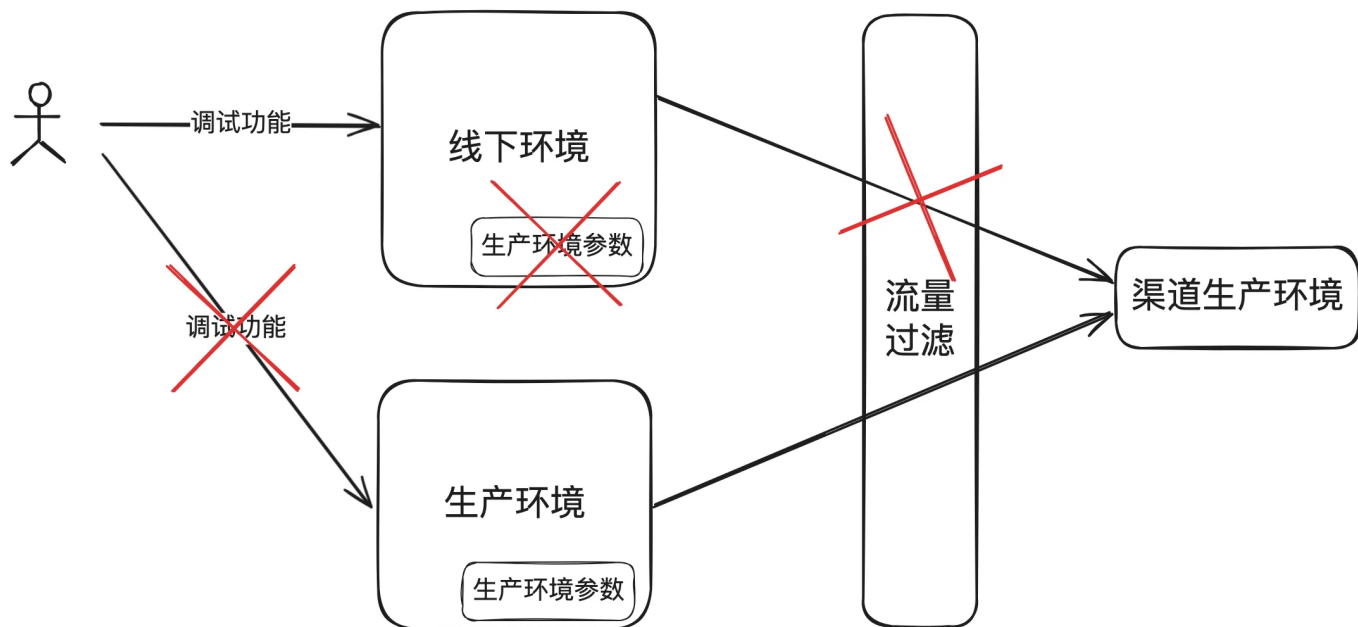 调试功能
线下环境
生产环境参数
调试功能
流量
过滤
渠道生产环境
生产环境
生产环境参数